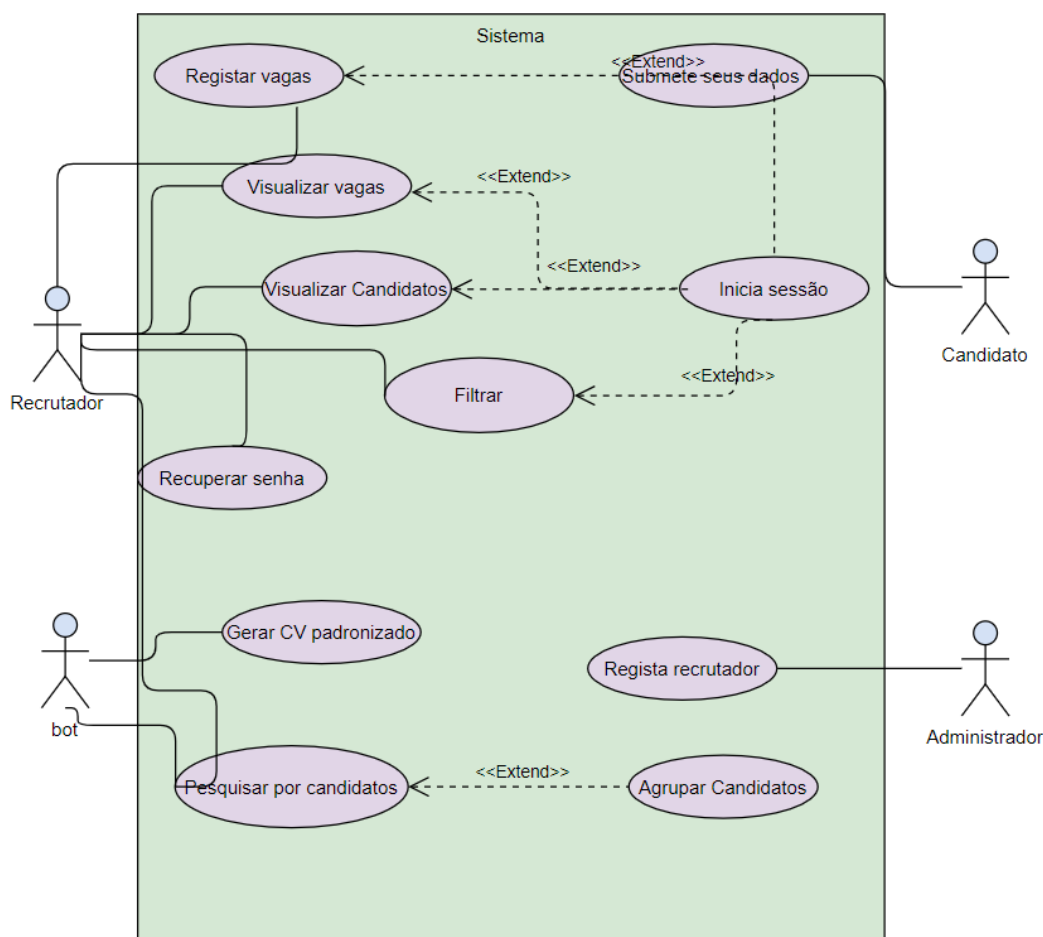 Sistema
Registar vagas
<<Extend>>
Submete seus dados
<<Extend>>
Visualizar vagas
<<Extend>>
Visualizar Candidatos
Inicia sessão
Candidato
<<Extend>>
Filtrar
Recrutador
Recuperar senha
Gerar CV padronizado
Regista recrutador
bot
Administrador
<<Extend>>
Pesquisar por candidatos
Agrupar Candidatos